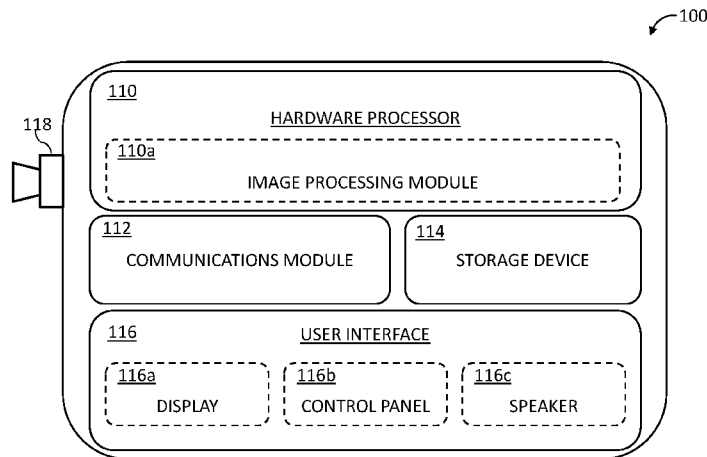 100
110
HARDWARE PROCESSOR
118
110a
IMAGE PROCESSING MODULE
112
COMMUNICATIONS MODULE
114
STORAGE DEVICE
116
USER INTERFACE
116a
DISPLAY
116b
CONTROL PANEL
116c
SPEAKER